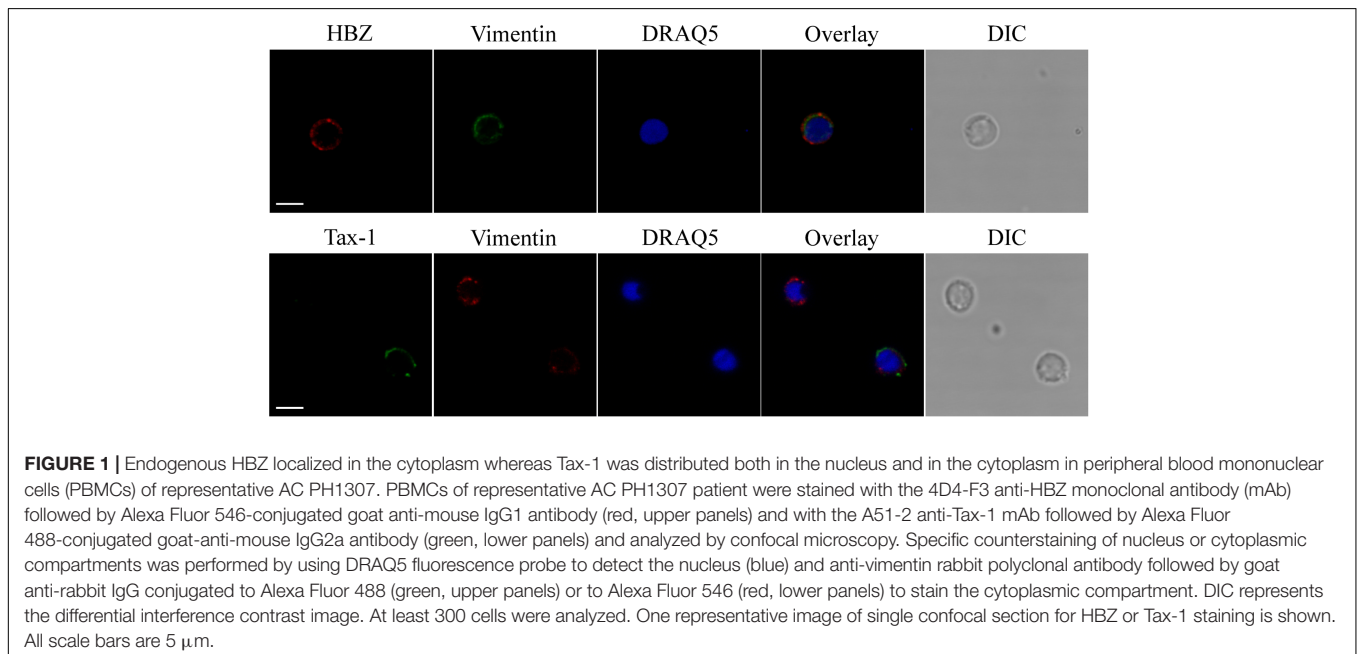 HBZ Vimentin DRAQ5 Overlay DIC
Tax-1 Vimentin DRAQ5 Overlay DIC
FIGURE 1 | Endogenous HBZ localized in the cytoplasm whereas Tax-1 was distributed both in the nucleus and in the cytoplasm in peripheral blood mononuclear
cells (PBMCs) of representative AC PH1307. PBMCs of representative AC PH1307 patient were stained with the 4D4-F3 anti-HBZ monoclonal antibody (mAb)
followed by Alexa Fluor 546-conjugated goat anti-mouse IgG1 antibody (red, upper panels) and with the A51-2 anti-Tax-1 mAb followed by Alexa Fluor
488-conjugated goat-anti-mouse IgG2a antibody (green, lower panels) and analyzed by confocal microscopy. Specific counterstaining of nucleus or cytoplasmic
compartments was performed by using DRAQ5 fluorescence probe to detect the nucleus (blue) and anti-vimentin rabbit polyclonal antibody followed by goat
anti-rabbit IgG conjugated to Alexa Fluor 488 (green, upper panels) or to Alexa Fluor 546 (red, lower panels) to stain the cytoplasmic compartment. DIC represents
the differential interference contrast image. At least 300 cells were analyzed. One representative image of single confocal section for HBZ or Tax-1 staining is shown.
All scale bars are 5 μm.